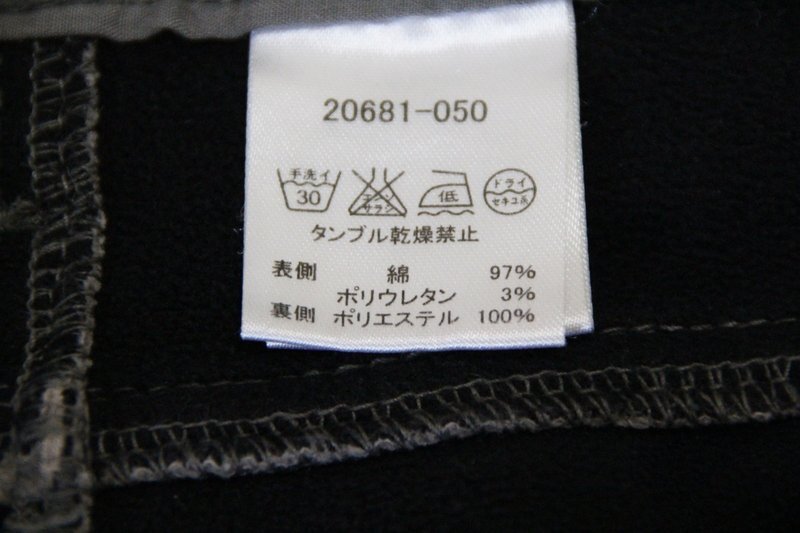 20681-050
手洗イ 30 エンソサラシ 低 ドライ セキユ系
タンブル乾燥禁止
表側 綿 97%
ポリウレタン 3%
裏側 ポリエステル 100%